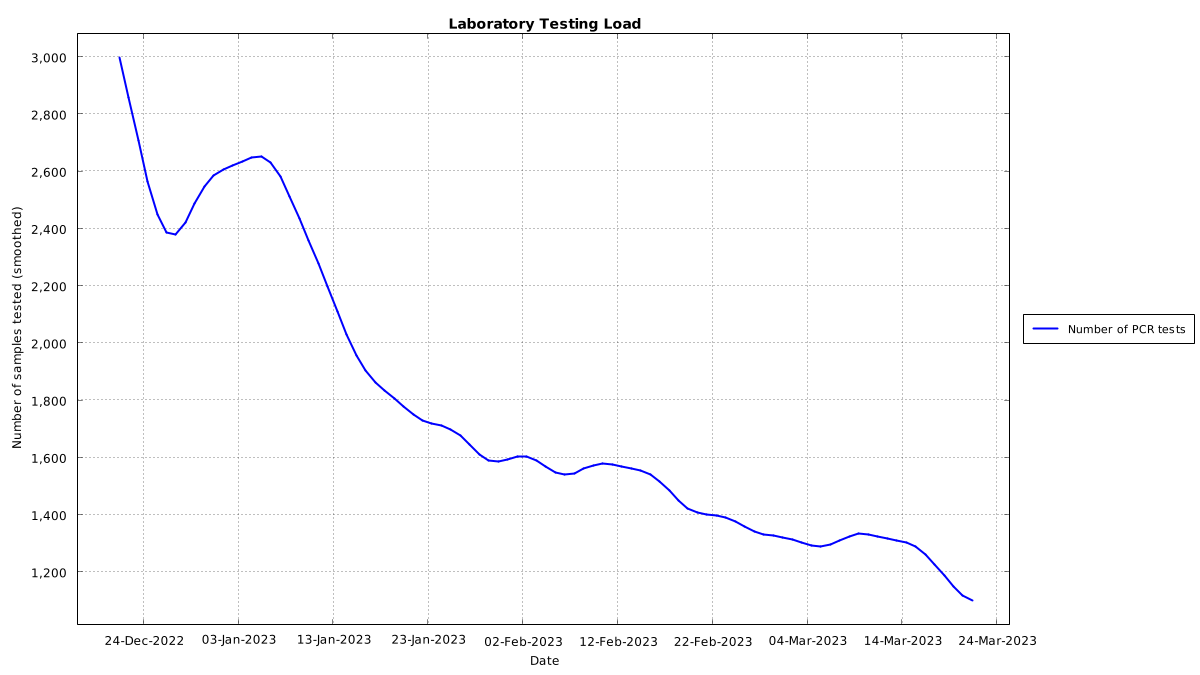 Laboratory Testing Load
Number of samples tested (smoothed)
3,000
2,800
2,600
2,400
2,200
2,000
1,800
1,600
1,400
1,200
24-Dec-2022 03-Jan-2023 13-Jan-2023 23-Jan-2023 02-Feb-2023 12-Feb-2023 22-Feb-2023 04-Mar-2023 14-Mar-2023 24-Mar-2023
Date
Number of PCR tests